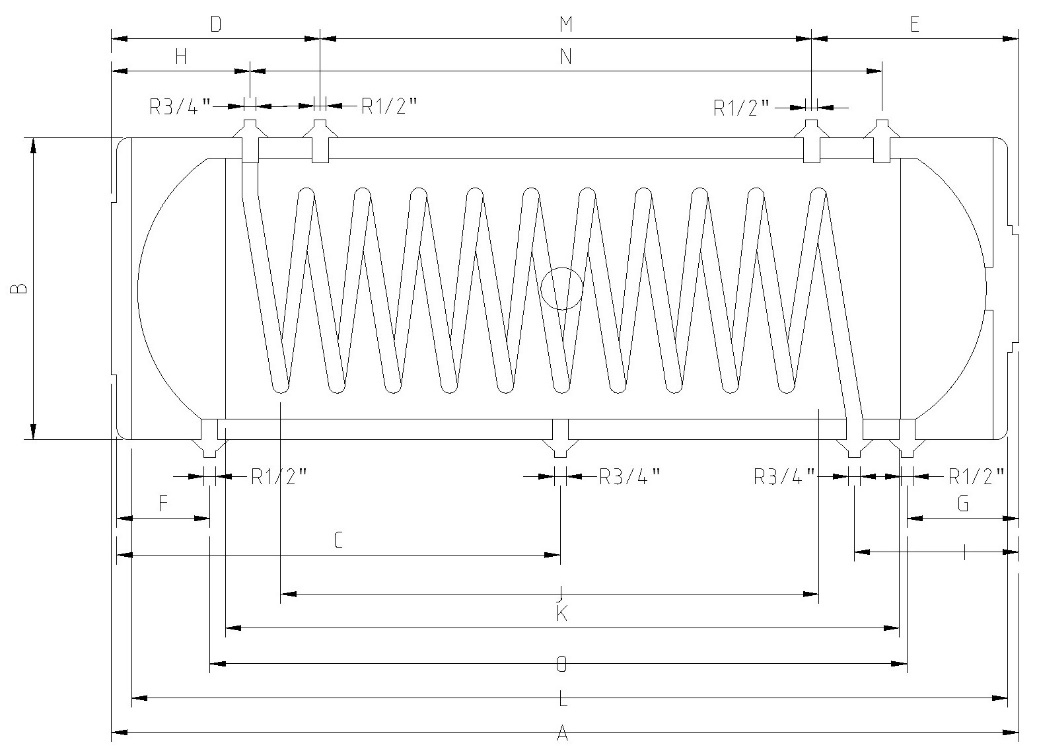 D M E
H N
R3/4" R1/2" R1/2"
B
R1/2" R3/4" R3/4" R1/2"
F G
C I
J
K
O
L
A